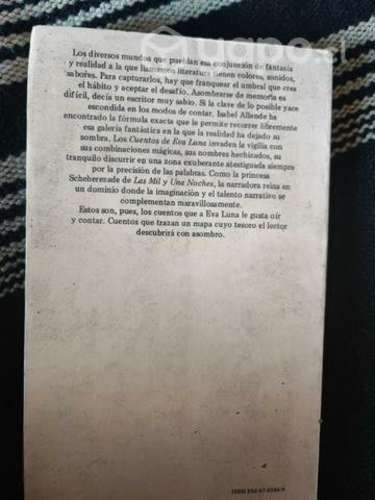 Los diversos mundos que pueblan esa conjunción de fantasía
y realidad a la que llamamos literatura tienen colores, sonidos,
sabores. Para capturarlos, hay que franquear el umbral que crea
el hábito y aceptar el desafío. Asombrarse de memoria es
difícil, decía un escritor muy sabio. Si la clave de lo posible yace
escondida en los modos de contar, Isabel Allende ha
encontrado la fórmula exacta que le permite recorrer libremente
esa galería fantástica en la que la realidad ha dejado su
sombra. Los Cuentos de Eva Luna invaden la vigilia con
sus combinaciones mágicas, sus nombres hechizados, su
tranquilo discurrir en una zona exuberante atestiguada siempre
por la precisión de las palabras. Como la princesa
Scheherezade de Las Mil y Una Noches, la narradora reina en
un dominio donde la imaginación y el talento narrativo se
complementan maravillosamente.
Estos son, pues, los cuentos que a Eva Luna le gusta oír
y contar. Cuentos que trazan un mapa cuyo tesoro el lector
descubrirá con asombro.
ISBN